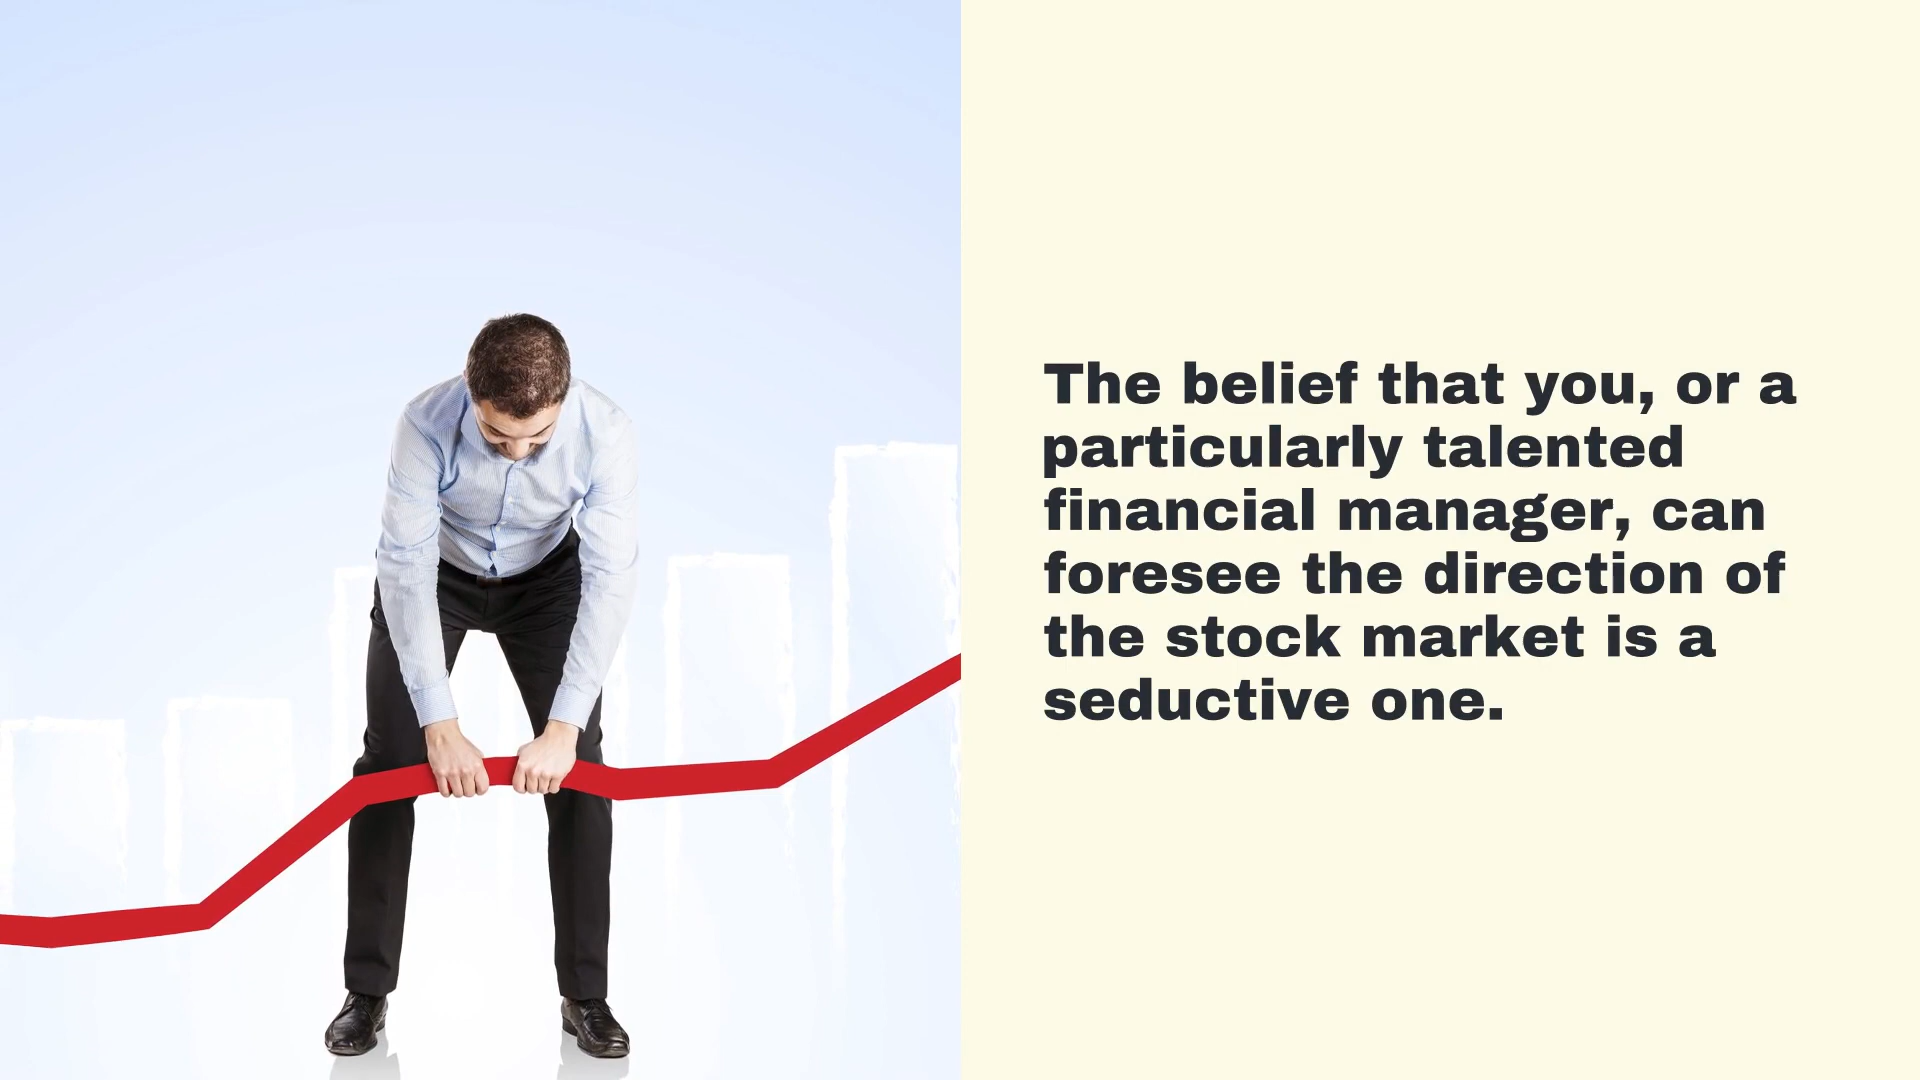 The belief that you, or a
particularly talented
financial manager, can
foresee the direction of
the stock market is a
seductive one.